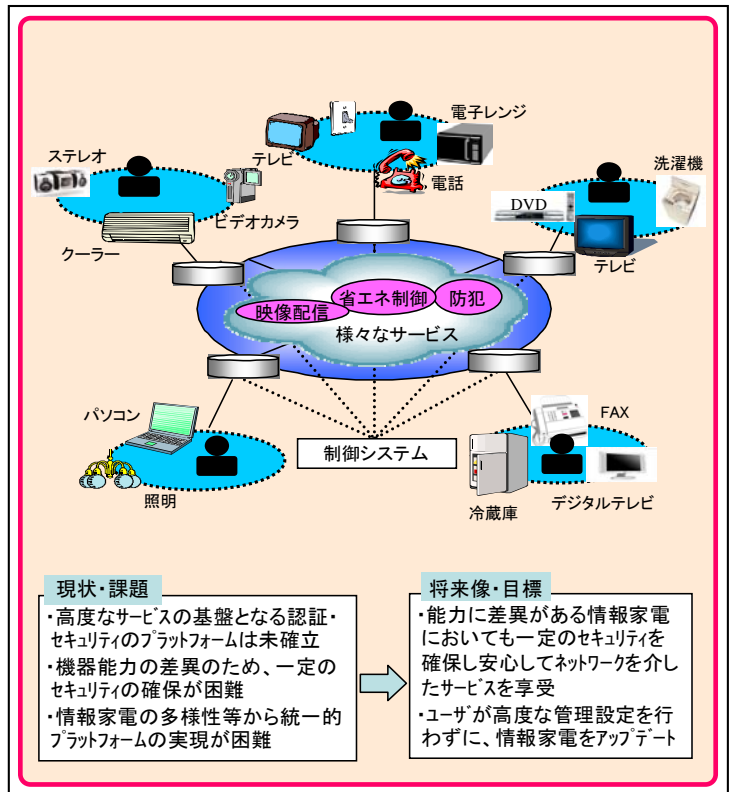 電子レンジ
テレビ
電話
ステレオ
ビデオカメラ
クーラー
洗濯機
DVD
テレビ
映像配信
省エネ制御
防犯
様々なサービス
パソコン
照明
制御システム
FAX
冷蔵庫
デジタルテレビ
現状・課題
・高度なサービスの基盤となる認証・
セキュリティのプラットフォームは未確立
・機器能力の差異のため、一定の
セキュリティの確保が困難
・情報家電の多様性等から統一的
プラットフォームの実現が困難
将来像・目標
・能力に差異がある情報家電
においても一定のセキュリティを
確保し安心してネットワークを介し
たサービスを享受
・ユーザが高度な管理設定を行
わずに、情報家電をアップデート